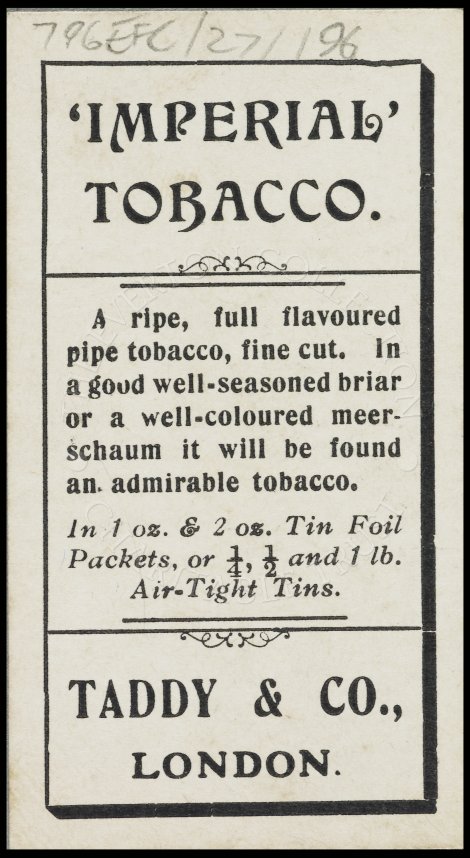 796EFC/27/196
'IMPERIAL'
TOBACCO.
A ripe, full flavoured
pipe tobacco, fine cut. In
a good well-seasoned briar
or a well-coloured meer-
schaum it will be found
an admirable tobacco.
In 1 oz. & 2 oz. Tin Foil
Packets, or ¼, ½ and 1 lb.
Air-Tight Tins.
TADDY & CO.,
LONDON.